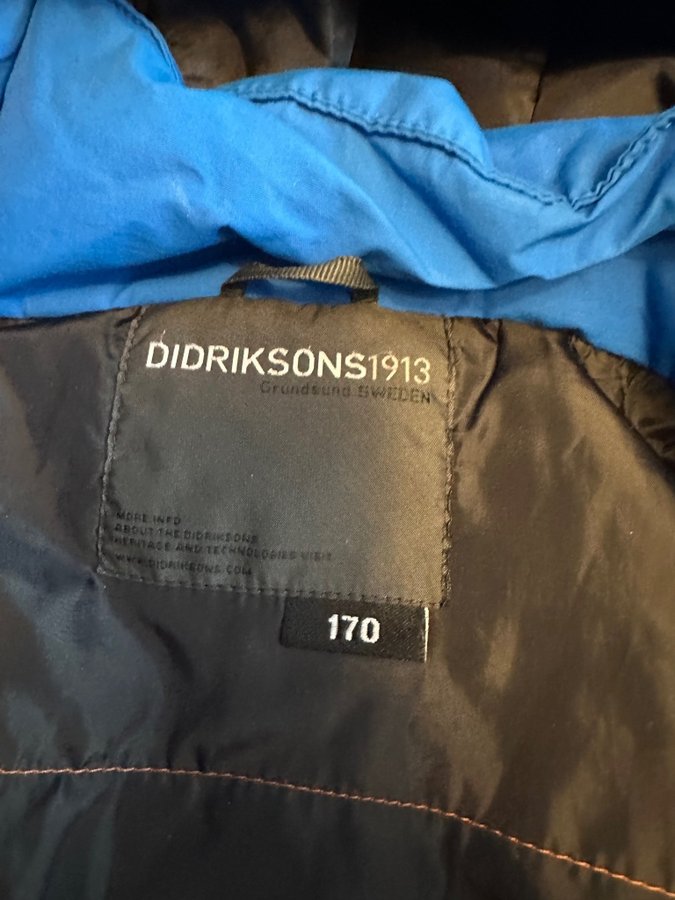 DIDRIKSONS1913
Grundsund SWEDEN
MORE INFO
ABOUT THE DIDRIKSONS
HERITAGE AND TECHNOLOGIES VISIT
WWW.DIDRIKSONS.COM
170